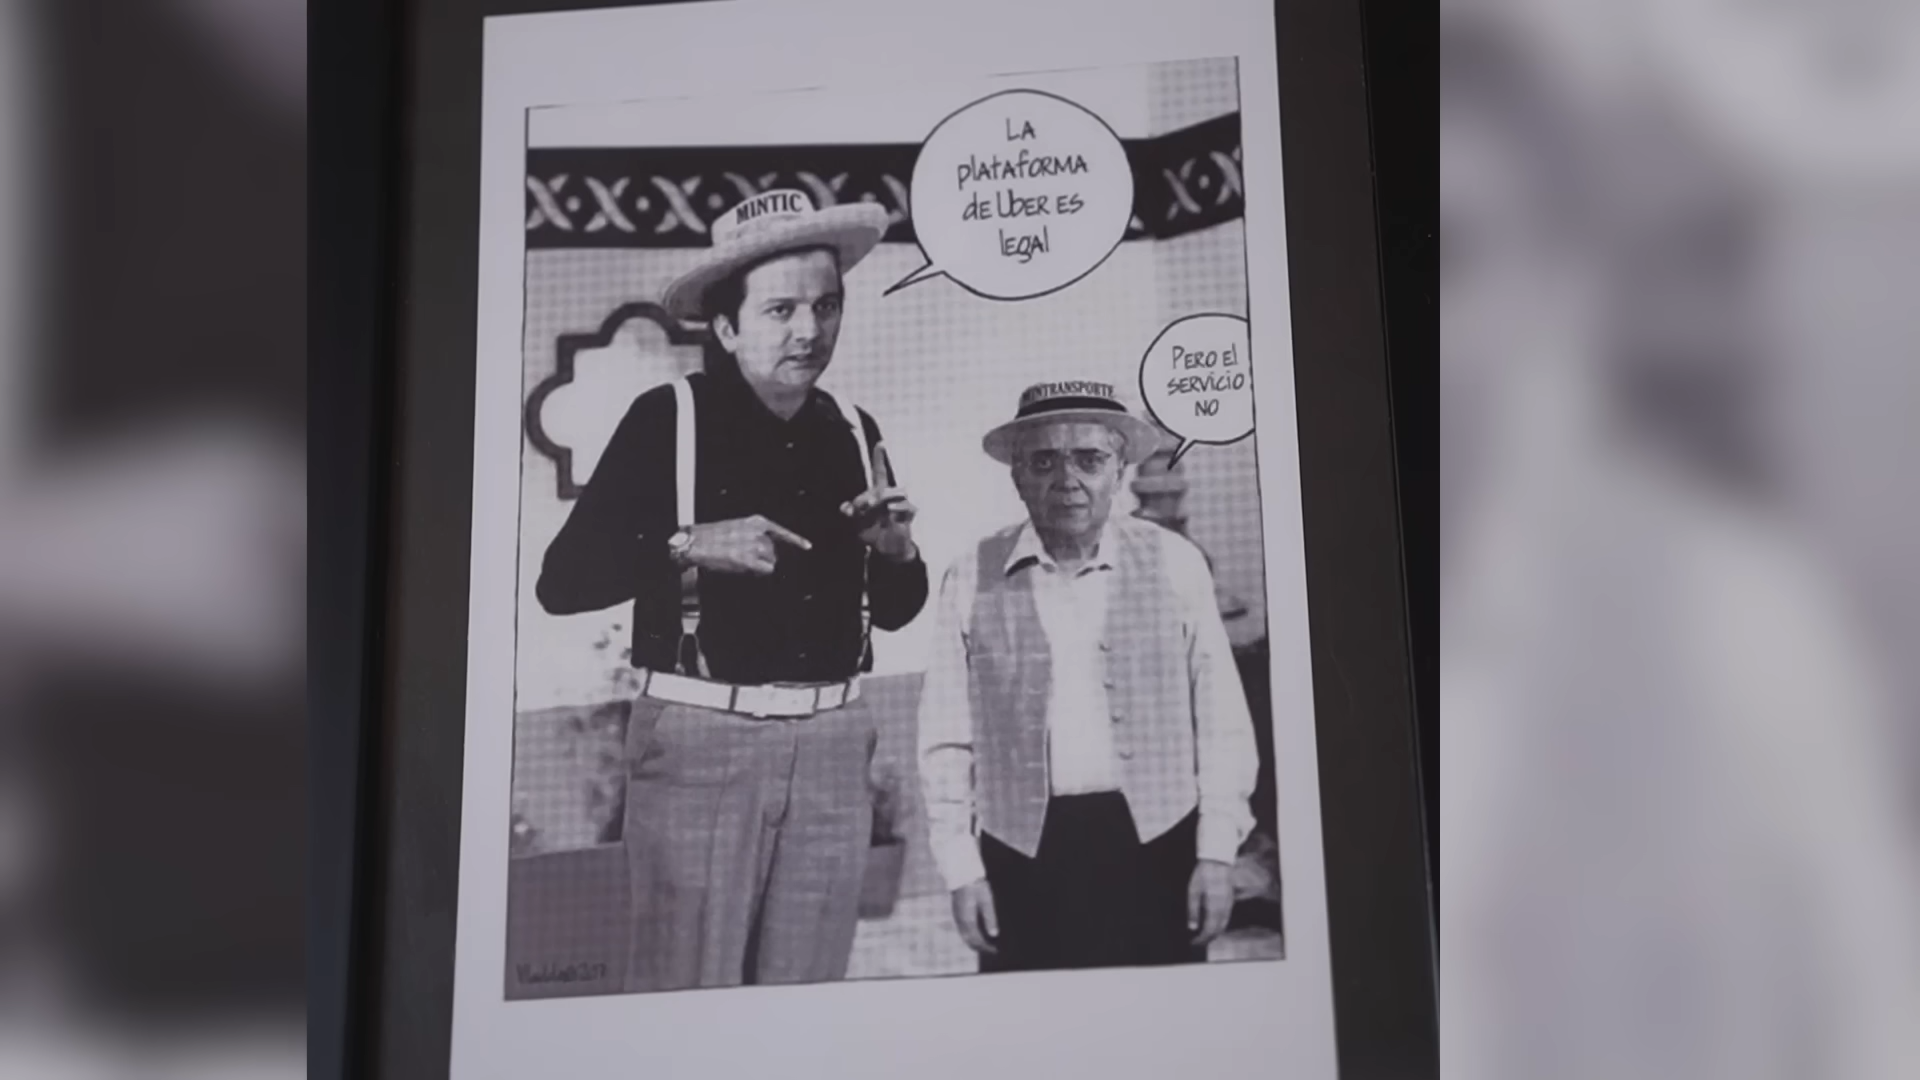 LA
plataforma
de Uber es
legal
MINTIC
Pero el
servicio
no
MINTRANSPORTE